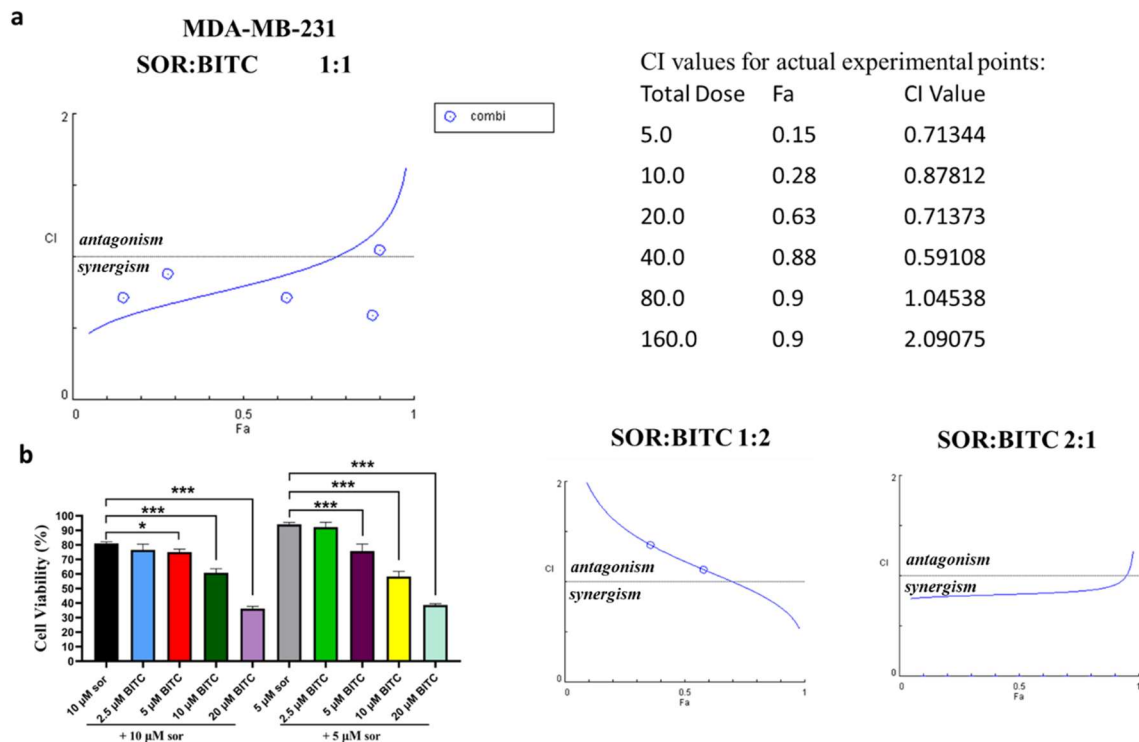 a
MDA-MB-231
SOR:BITC 1:1
combi
2
CI
antagonism
synergism
0
0
0.5
1
Fa
CI values for actual experimental points:
Total Dose Fa CI Value
5.0 0.15 0.71344
10.0 0.28 0.87812
20.0 0.63 0.71373
40.0 0.88 0.59108
80.0 0.9 1.04538
160.0 0.9 2.09075
b
***
***
*
***
***
***
Cell Viability (%)
100
90
80
70
60
50
40
30
20
10
0
10 µM sor
2.5 µM BITC
5 µM BITC
10 µM BITC
20 µM BITC
5 µM sor
2.5 µM BITC
5 µM BITC
10 µM BITC
20 µM BITC
+ 10 µM sor
+ 5 µM sor
SOR:BITC 1:2
2
CI
antagonism
synergism
0
0
0.5
1
Fa
SOR:BITC 2:1
2
CI
antagonism
synergism
0
0
0.5
1
Fa